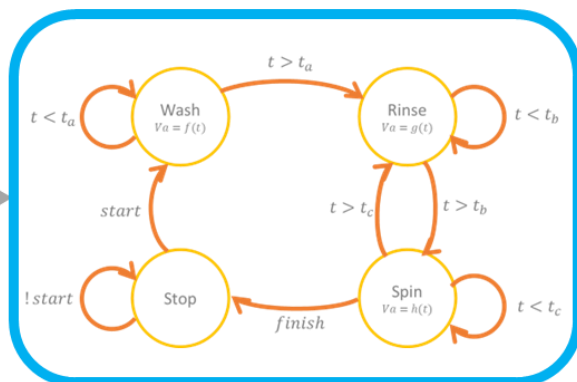 t > t_a
Wash
Va = f(t)
t < t_a
Rinse
Va = g(t)
t < t_b
start
t > t_c
t > t_b
! start
Stop
finish
Spin
Va = h(t)
t < t_c